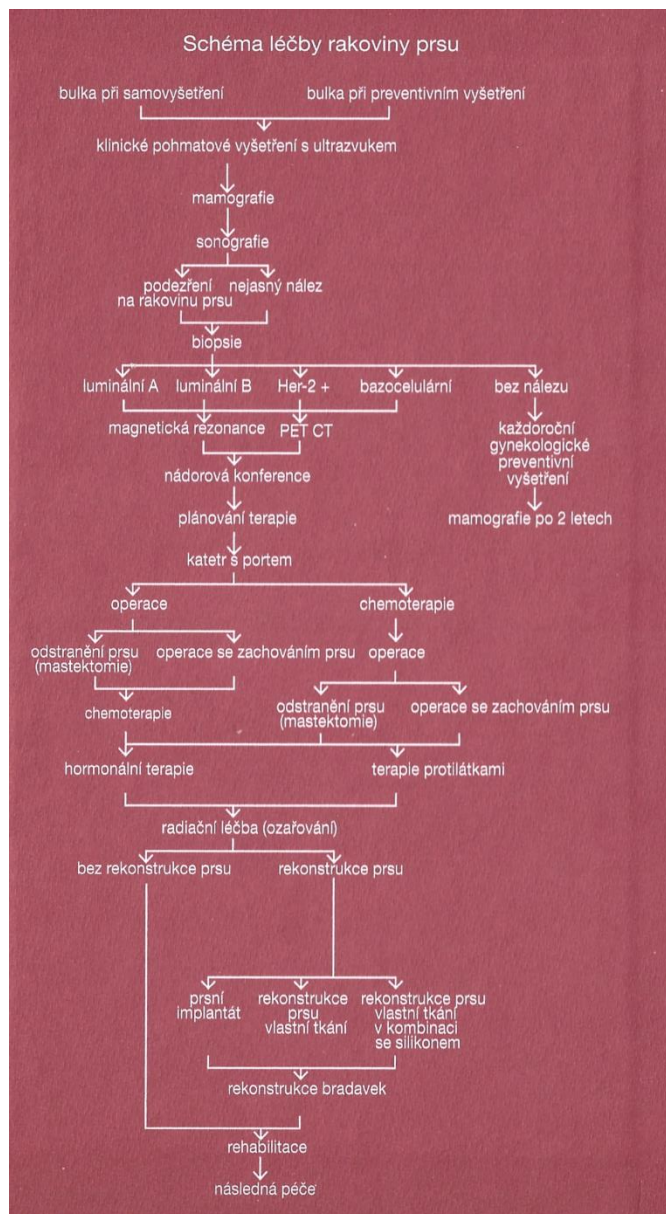 Schéma léčby rakoviny prsu
bulka při samovyšetření
bulka při preventivním vyšetření
klinické pohmatové vyšetření s ultrazvukem
mamografie
sonografie
podezření
na rakovinu prsu
nejasný nález
biopsie
luminální A
luminální B
Her-2 +
bazocelulární
bez nálezu
magnetická rezonance
PET CT
každoroční
gynekologické
preventivní
vyšetření
nádorová konference
plánování terapie
mamografie po 2 letech
katetr s portem
operace
chemoterapie
odstranění prsu
(mastektomie)
operace se zachováním prsu
operace
chemoterapie
odstranění prsu
(mastektomie)
operace se zachováním prsu
hormonální terapie
terapie protilátkami
radiační léčba (ozařování)
bez rekonstrukce prsu
rekonstrukce prsu
prsní
implantát
rekonstrukce
prsu
vlastní tkání
rekonstrukce prsu
vlastní tkání
v kombinaci
se silikonem
rekonstrukce bradavek
rehabilitace
následná péče